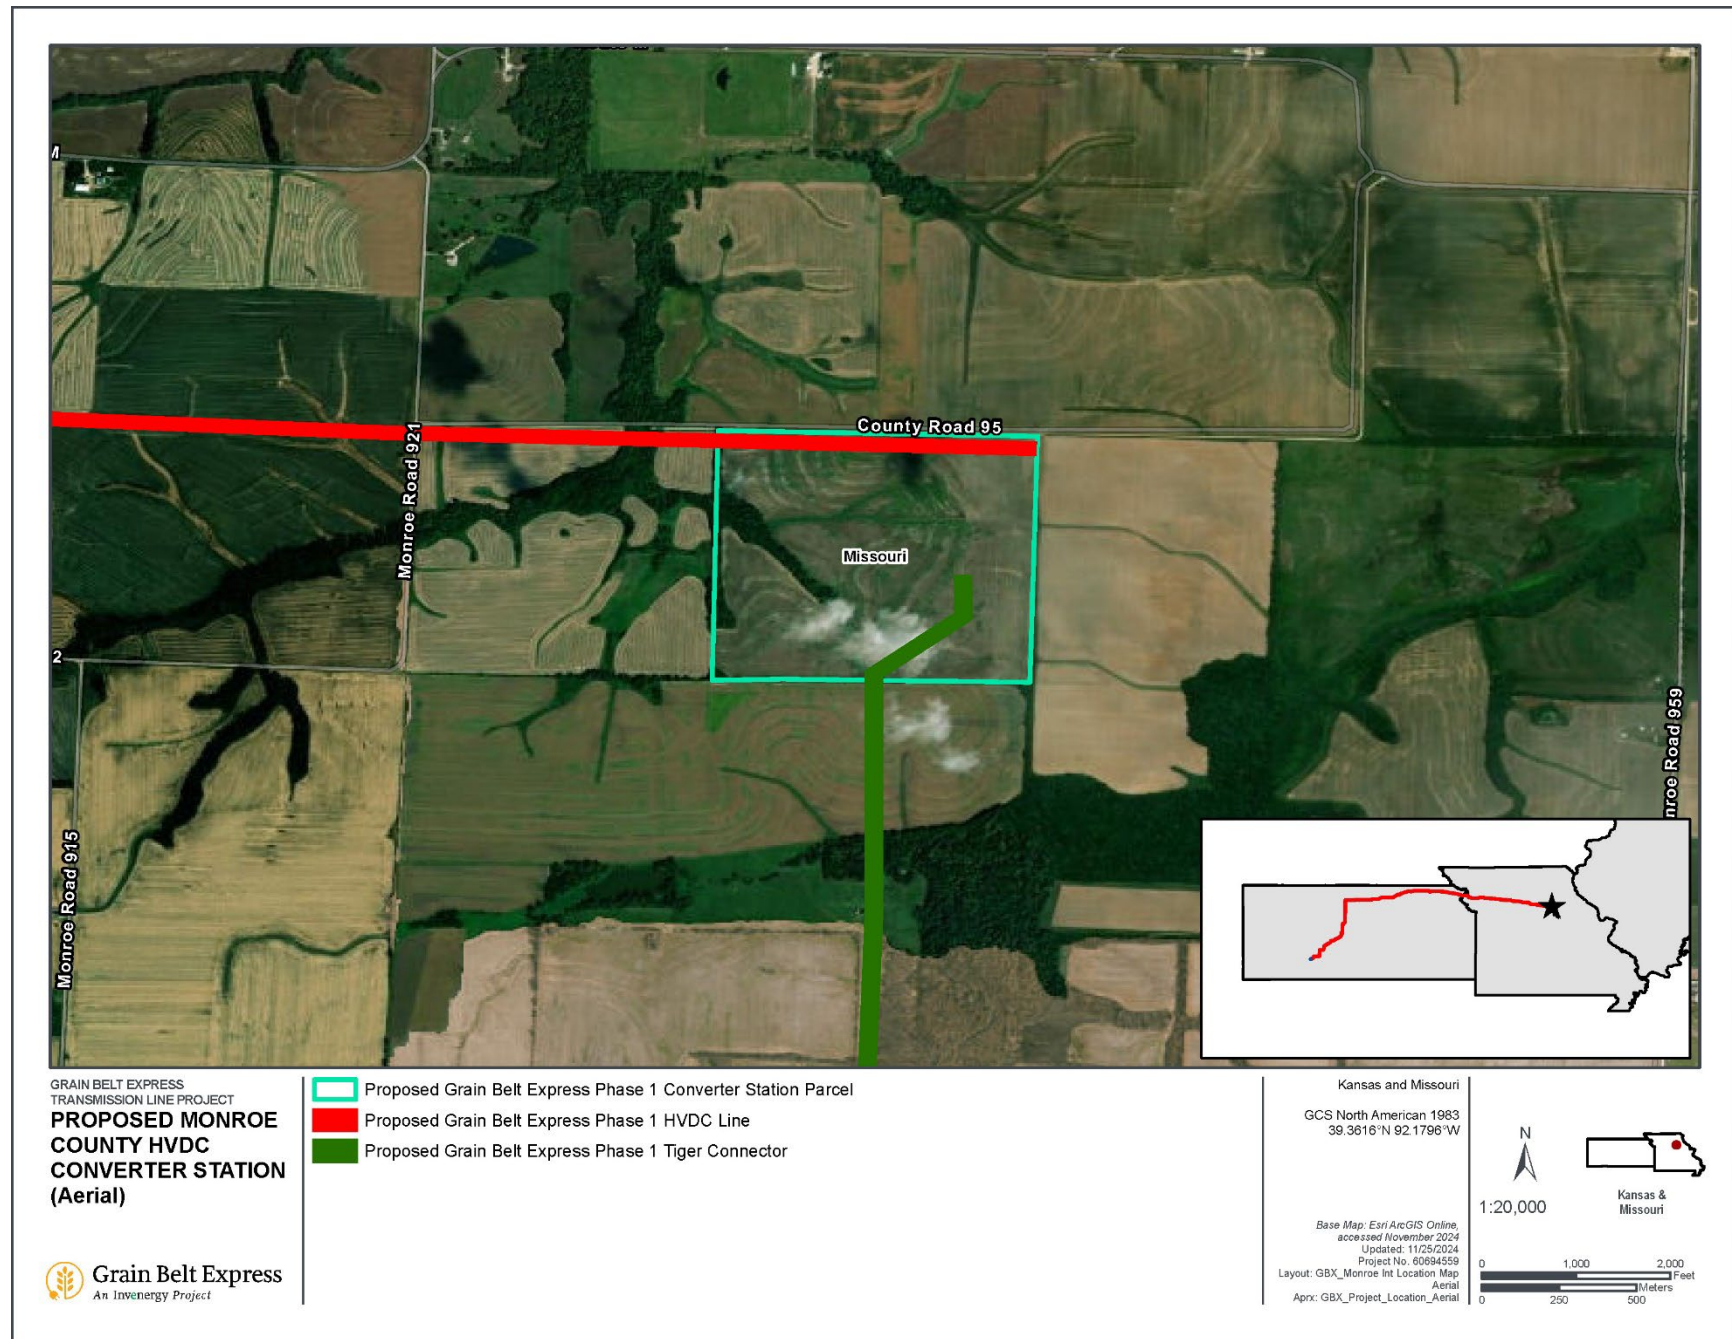 County Road 95
Monroe Road 921
Missouri
2
Monroe Road 959
Monroe Road 915
GRAIN BELT EXPRESS
TRANSMISSION LINE PROJECT
PROPOSED MONROE
COUNTY HVDC
CONVERTER STATION
(Aerial)
Grain Belt Express
An Invenergy Project
Proposed Grain Belt Express Phase 1 Converter Station Parcel
Proposed Grain Belt Express Phase 1 HVDC Line
Proposed Grain Belt Express Phase 1 Tiger Connector
Kansas and Missouri
GCS North American 1983
39.3616°N 92.1796°W
Base Map: Esri ArcGIS Online,
accessed November 2024
Updated: 11/25/2024
Project No. 60694559
Layout: GBX_Monroe Int Location Map
Aerial
Aprx: GBX_Project_Location_Aerial
N
1:20,000
Kansas &
Missouri
0 1,000 2,000
Feet
Meters
0 250 500